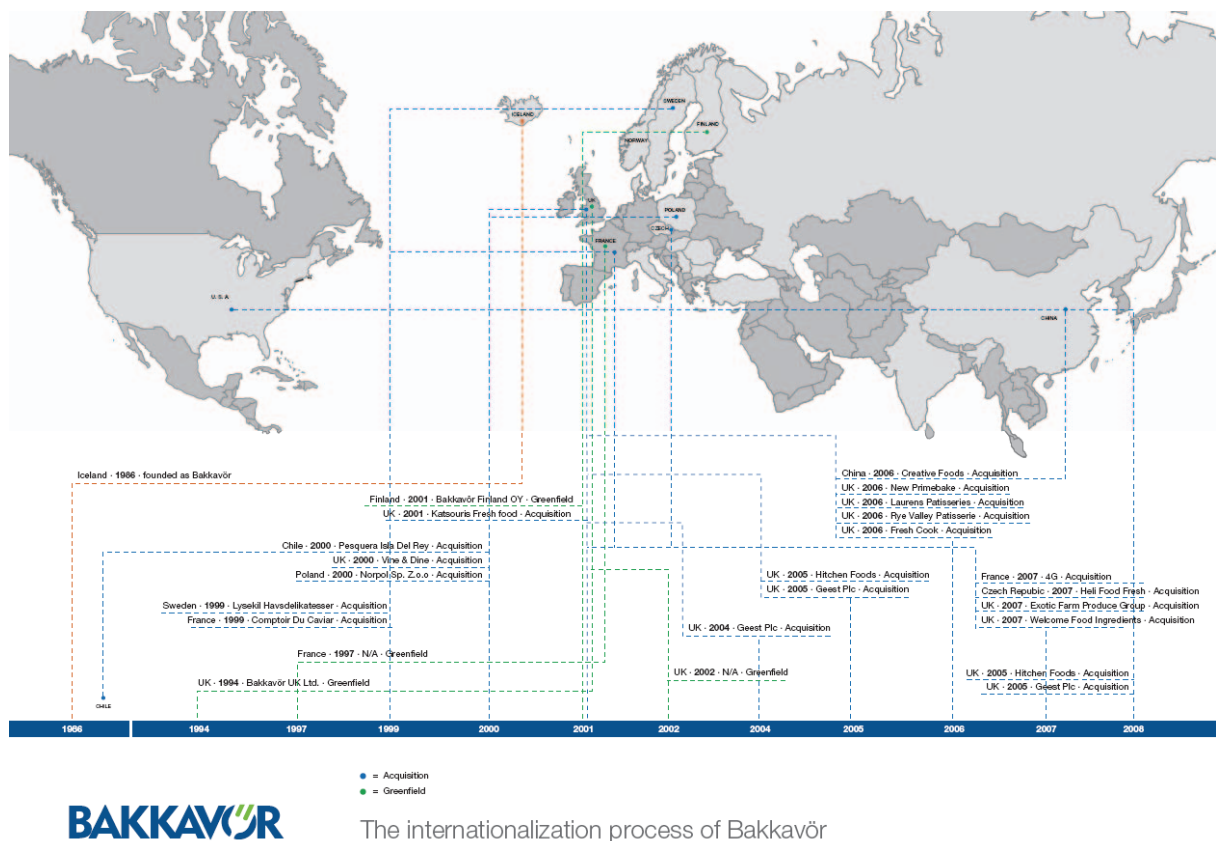 SWEDEN
ICELAND
FINLAND
NORWAY
UK
POLAND
CZECH
FRANCE
U.S.A
CHINA
Iceland · 1986 · founded as Bakkavör
China · 2006 · Creative Foods · Acquisition
UK · 2006 · New Primebake · Acquisition
Finland · 2001 · Bakkavör Finland OY · Greenfield
UK · 2006 · Laurens Patisseries · Acquisition
UK · 2001 · Katsouris Fresh food · Acquisition
UK · 2006 · Rye Valley Patisserie · Acquisition
UK · 2006 · Fresh Cook · Acquisition
Chile · 2000 · Pesquera Isla Del Rey · Acquisition
UK · 2000 · Vine & Dine · Acquisition
Poland · 2000 · Norpol Sp. Z.o.o · Acquisition
UK · 2005 · Hitchen Foods · Acquisition
UK · 2005 · Geest Plc · Acquisition
France · 2007 · 4G · Acquisition
Czech Repubic · 2007 · Heli Food Fresh · Acquisition
UK · 2007 · Exotic Farm Produce Group · Acquisition
UK · 2007 · Welcome Food Ingredients · Acquisition
Sweden · 1999 · Lysekil Havsdelikatesser · Acquisition
France · 1999 · Comptoir Du Caviar · Acquisition
UK · 2004 · Geest Plc · Acquisition
France · 1997 · N/A · Greenfield
UK · 2002 · N/A · Greenfield
UK · 1994 · Bakkavör UK Ltd. · Greenfield
UK · 2005 · Hitchen Foods · Acquisition
UK · 2005 · Geest Plc · Acquisition
CHILE
1986 1994 1997 1999 2000 2001 2002 2004 2005 2006 2007 2008
= Acquisition
= Greenfield
BAKKAVÖR
The internationalization process of Bakkavör